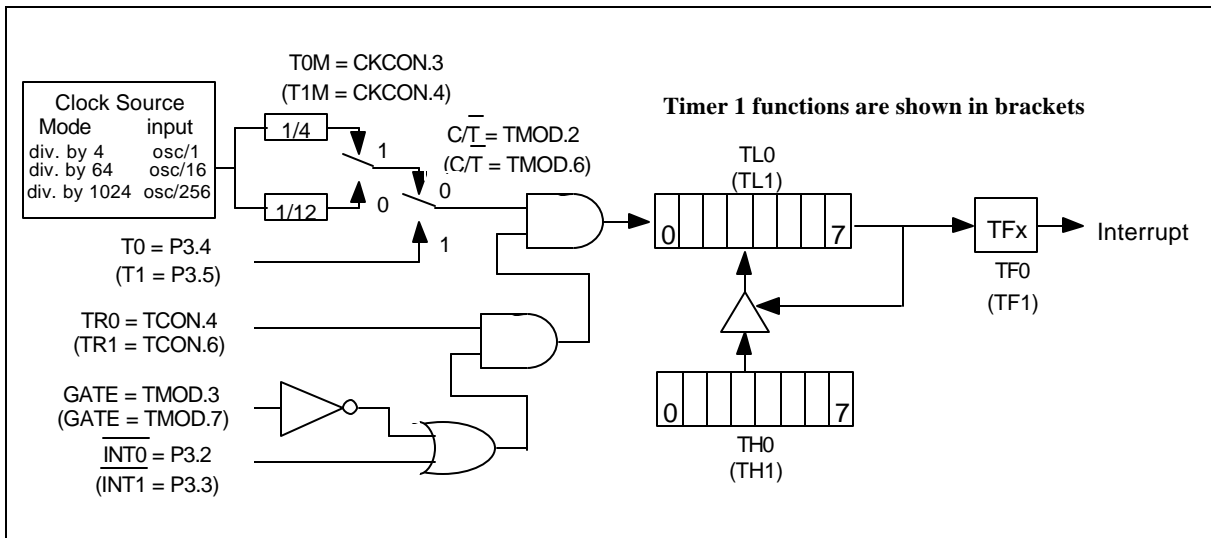 T0M = CKCON.3
(T1M = CKCON.4)
Clock Source
Mode input
div. by 4 osc/1
div. by 64 osc/16
div. by 1024 osc/256
1/4
1/12
1
0
C/T̅ = TMOD.2
(C/T̅ = TMOD.6)
0
1
T0 = P3.4
(T1 = P3.5)
TR0 = TCON.4
(TR1 = TCON.6)
GATE = TMOD.3
(GATE = TMOD.7)
I̅N̅T̅0̅ = P3.2
(I̅N̅T̅1̅ = P3.3)
Timer 1 functions are shown in brackets
TL0
(TL1)
0 7
TFx
Interrupt
TF0
(TF1)
0 7
TH0
(TH1)